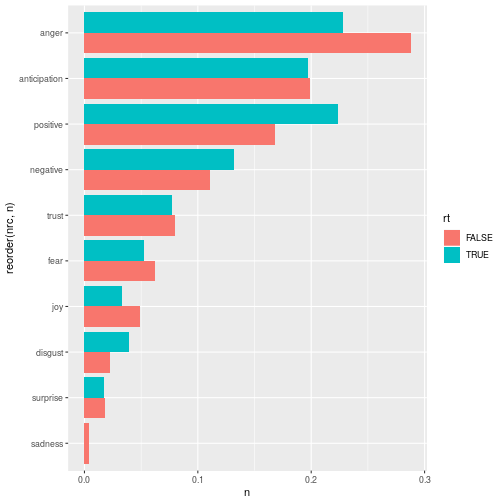 anger
anticipation
positive
negative
trust
fear
joy
disgust
surprise
sadness
reorder(nrc, n)
0.0 0.1 0.2 0.3
n
rt
FALSE
TRUE